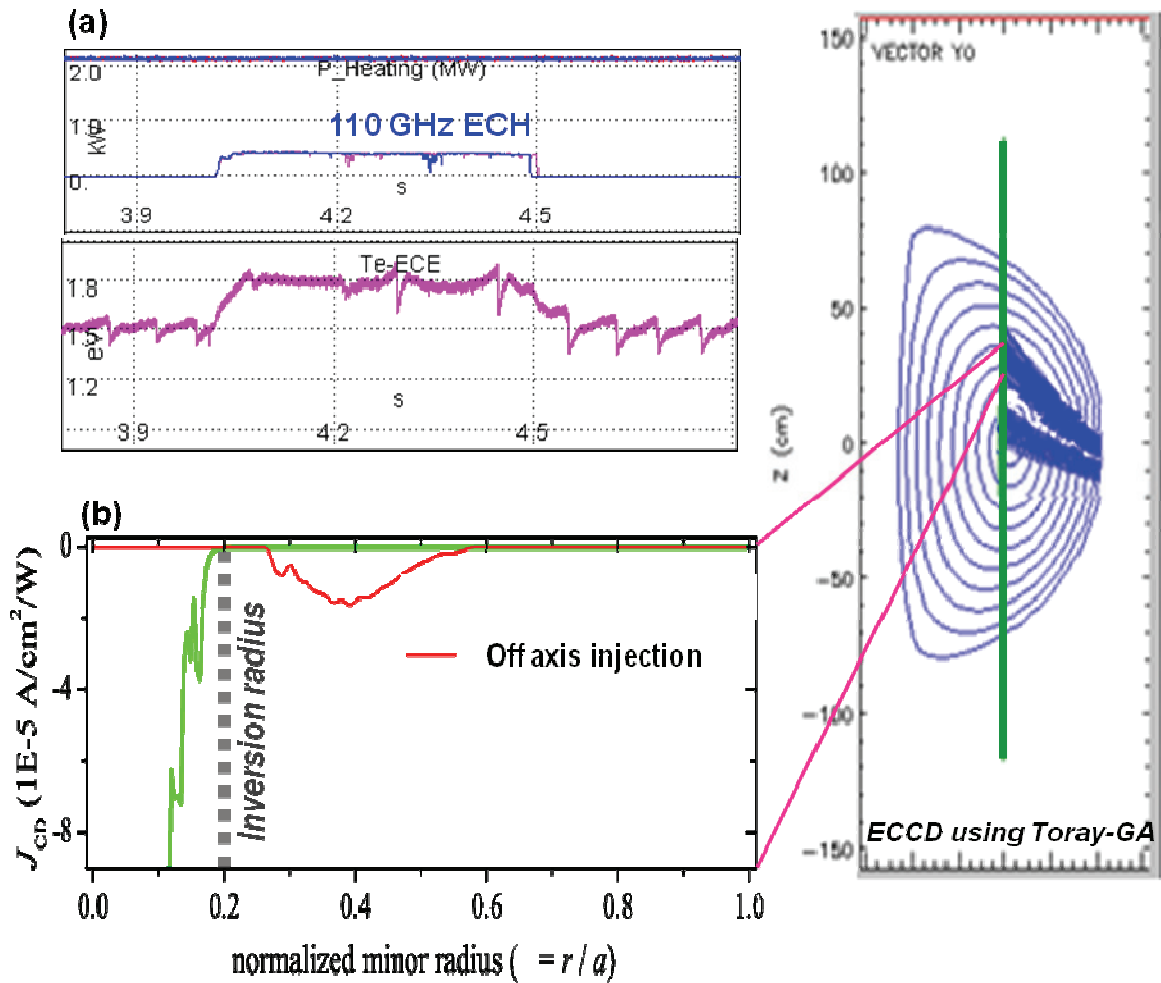 (a)
P_Heating (MW)
2.0
110 GHz ECH
kW
0.
s
3.9 4.2 4.5
Te-ECE
1.8
1.5
eV
1.2
s
3.9 4.2 4.5
(b)
0
-4
-8
J_CD (1E-5 A/cm²/W)
Inversion radius
Off axis injection
0.0 0.2 0.4 0.6 0.8 1.0
normalized minor radius ( = r / a)
VECTOR YO
150
100
50
0
−50
−100
−150
z (cm)
ECCD using Toray-GA